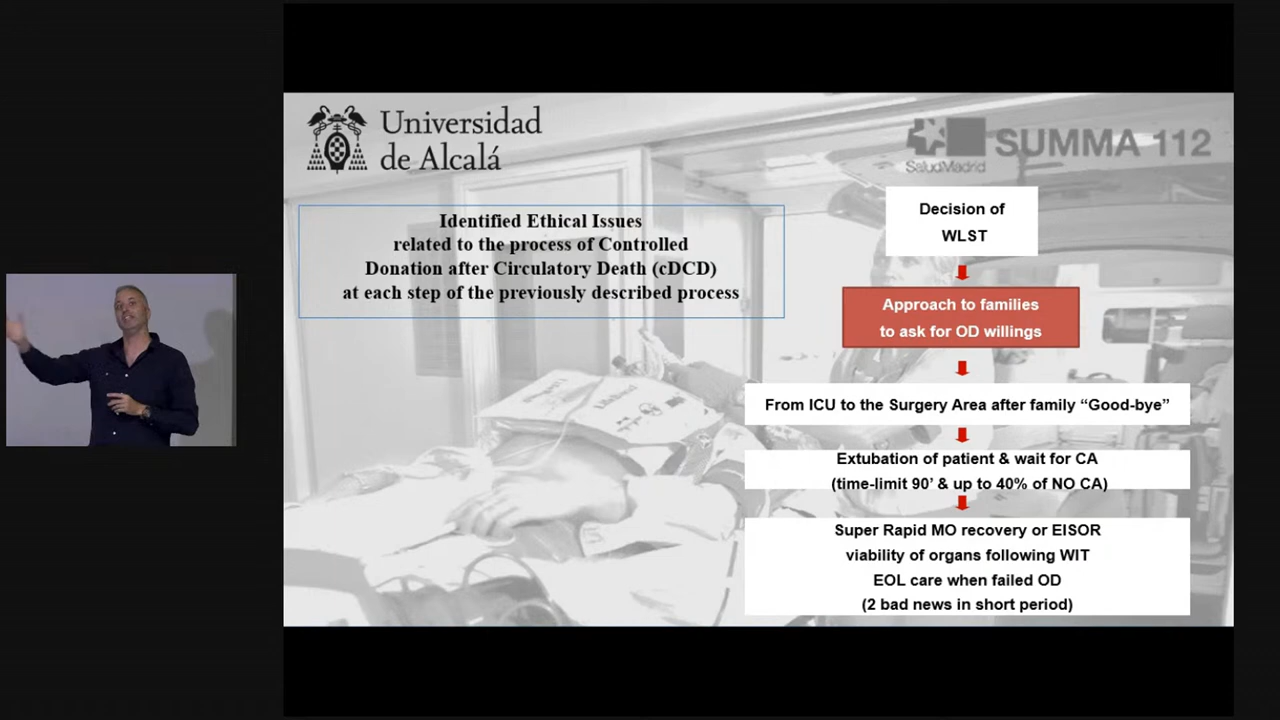 Universidad
de Alcalá
SaludMadrid
SUMMA 112
Identified Ethical Issues
related to the process of Controlled
Donation after Circulatory Death (cDCD)
at each step of the previously described process
Decision of
WLST
Approach to families
to ask for OD willings
From ICU to the Surgery Area after family “Good-bye”
Extubation of patient & wait for CA
(time-limit 90’ & up to 40% of NO CA)
Super Rapid MO recovery or EISOR
viability of organs following WIT
EOL care when failed OD
(2 bad news in short period)